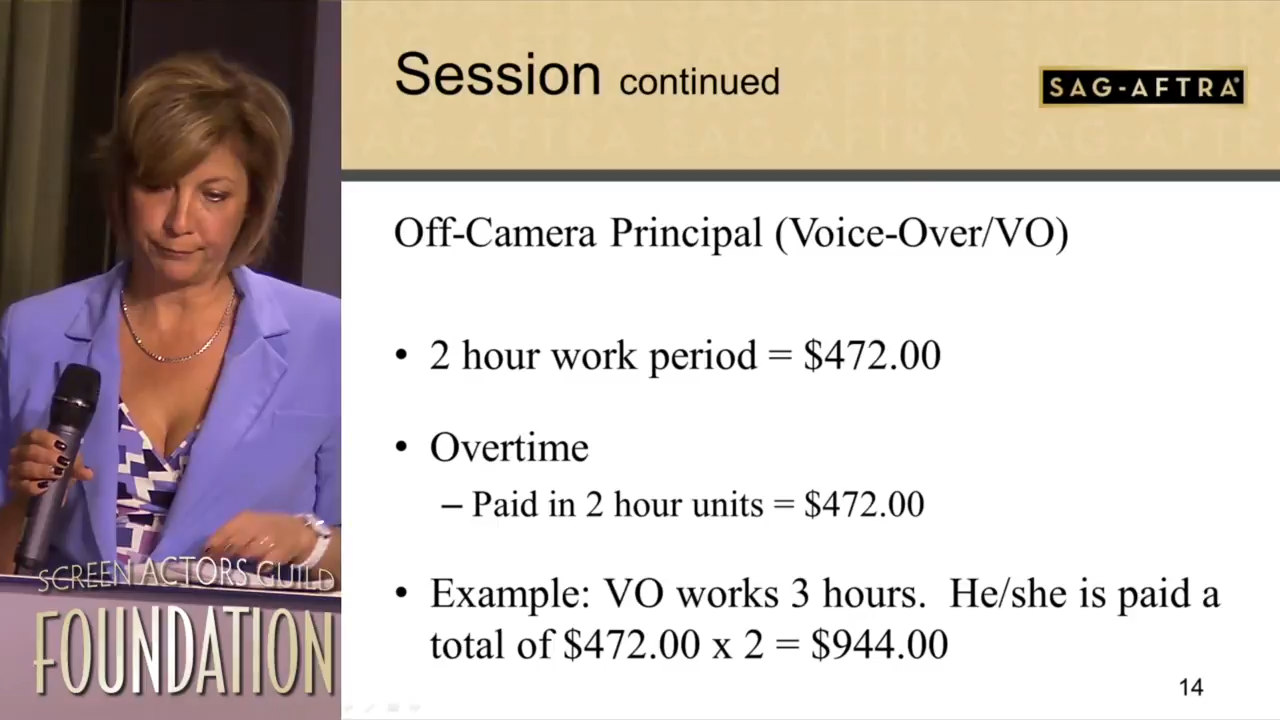 Session continued
SAG-AFTRA
Off-Camera Principal (Voice-Over/VO)
• 2 hour work period = $472.00
• Overtime
– Paid in 2 hour units = $472.00
• Example: VO works 3 hours. He/she is paid a
total of $472.00 x 2 = $944.00
14
SCREEN ACTORS GUILD
FOUNDATION